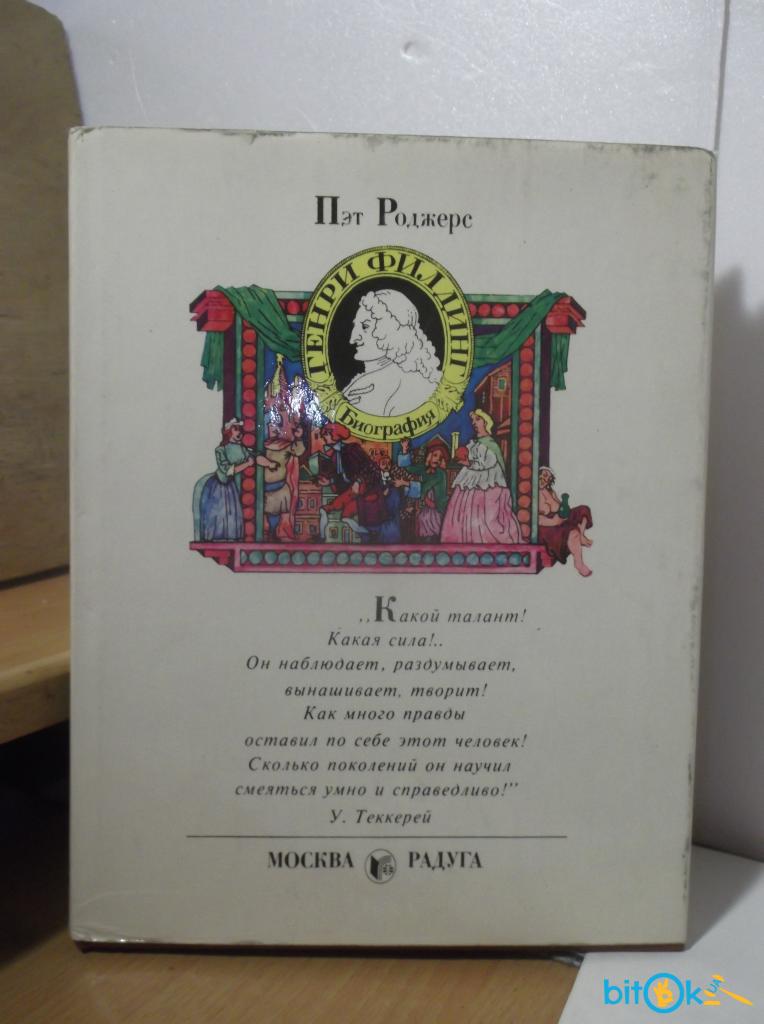 Пэт Роджерс
ГЕНРИ ФИЛДИНГ
Биография
,,Какой талант!
Какая сила!..
Он наблюдает, раздумывает,
вынашивает, творит!
Как много правды
оставил по себе этот человек!
Сколько поколений он научил
смеяться умно и справедливо!"
У. Теккерей
МОСКВА РАДУГА
bitok.ua